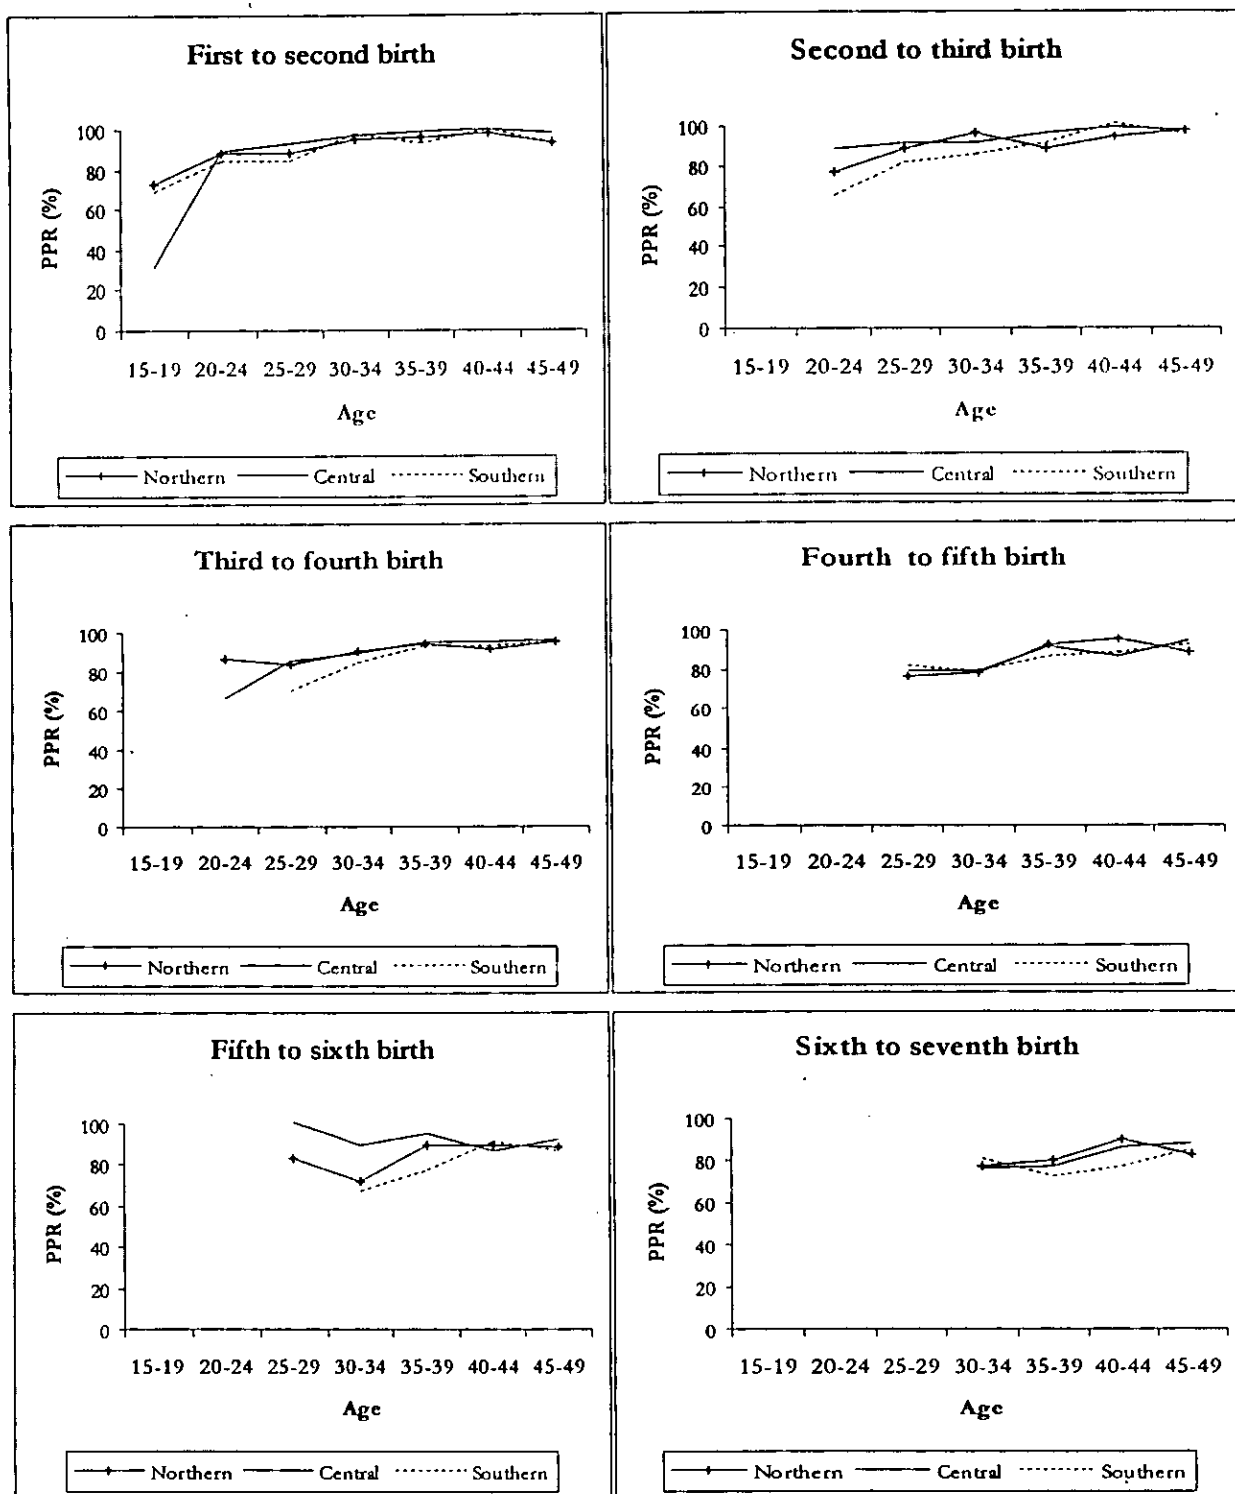 First to second birth
PPR (%)
100
80
60
40
20
0
15-19 20-24 25-29 30-34 35-39 40-44 45-49
Age
Northern Central Southern
Second to third birth
PPR (%)
100
80
60
40
20
0
15-19 20-24 25-29 30-34 35-39 40-44 45-49
Age
Northern Central Southern
Third to fourth birth
PPR (%)
100
80
60
40
20
0
15-19 20-24 25-29 30-34 35-39 40-44 45-49
Age
Northern Central Southern
Fourth to fifth birth
PPR (%)
100
80
60
40
20
0
15-19 20-24 25-29 30-34 35-39 40-44 45-49
Age
Northern Central Southern
Fifth to sixth birth
PPR (%)
100
80
60
40
20
0
15-19 20-24 25-29 30-34 35-39 40-44 45-49
Age
Northern Central Southern
Sixth to seventh birth
PPR (%)
100
80
60
40
20
0
15-19 20-24 25-29 30-34 35-39 40-44 45-49
Age
Northern Central Southern